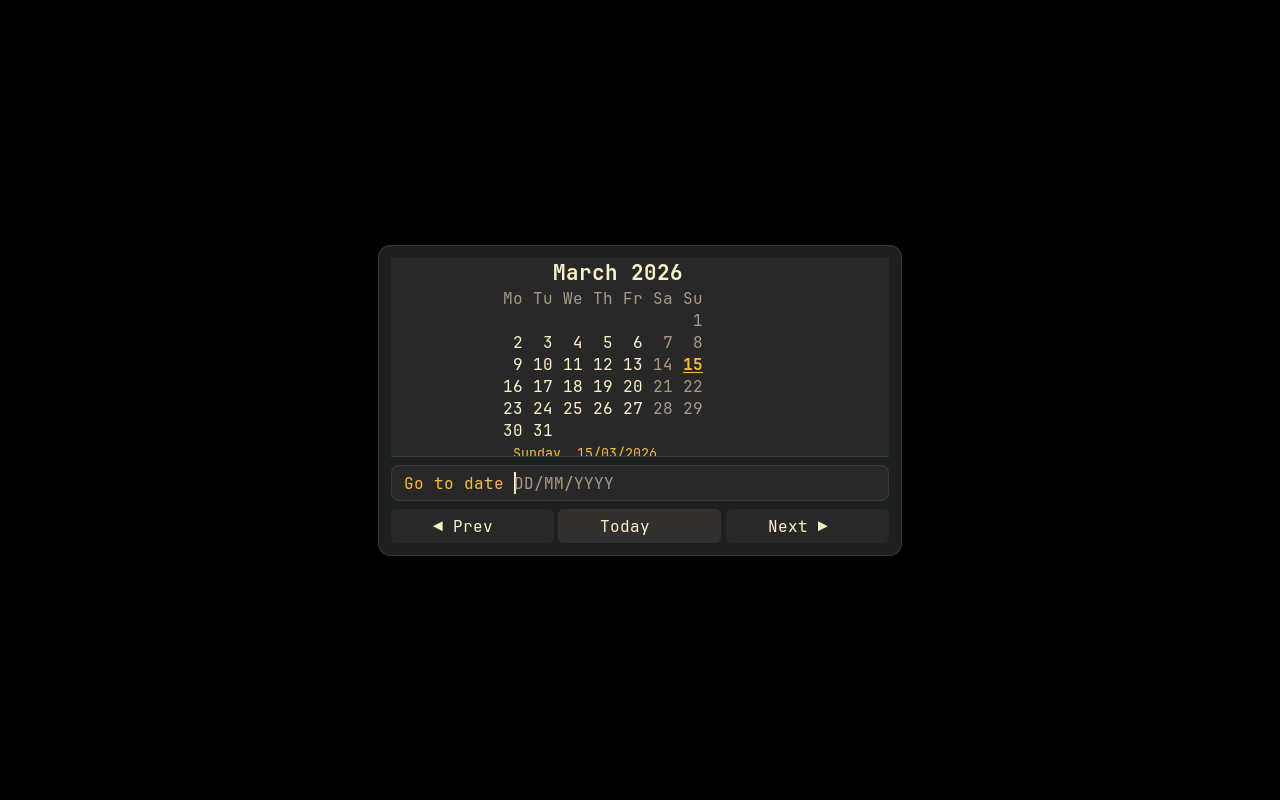 March 2026
Mo Tu We Th Fr Sa Su
1
2 3 4 5 6 7 8
9 10 11 12 13 14 15
16 17 18 19 20 21 22
23 24 25 26 27 28 29
30 31
Sunday 15/03/2026
Go to date DD/MM/YYYY
◄ Prev Today Next ►